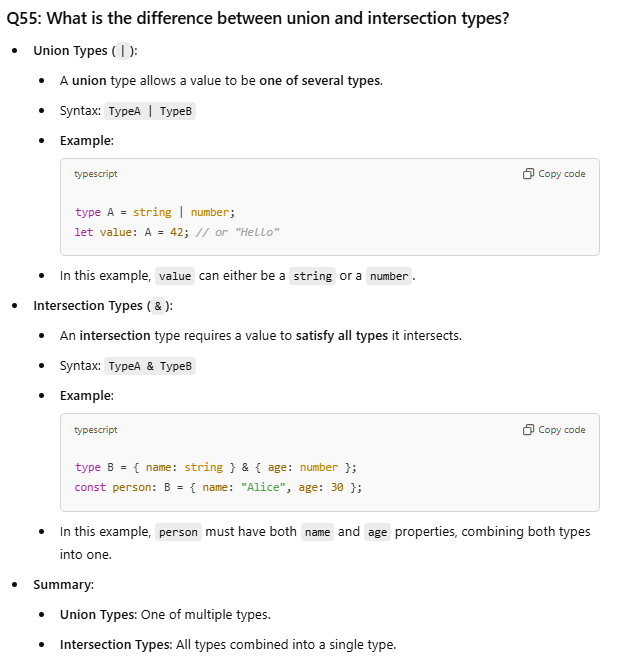 Q55: What is the difference between union and intersection types?
Union Types (|):
A union type allows a value to be one of several types.
Syntax: TypeA | TypeB
Example:
typescript Copy code
type A = string | number;
let value: A = 42; // or "Hello"
In this example, value can either be a string or a number.
Intersection Types (&):
An intersection type requires a value to satisfy all types it intersects.
Syntax: TypeA & TypeB
Example:
typescript Copy code
type B = { name: string } & { age: number };
const person: B = { name: "Alice", age: 30 };
In this example, person must have both name and age properties, combining both types
into one.
Summary:
Union Types: One of multiple types.
Intersection Types: All types combined into a single type.